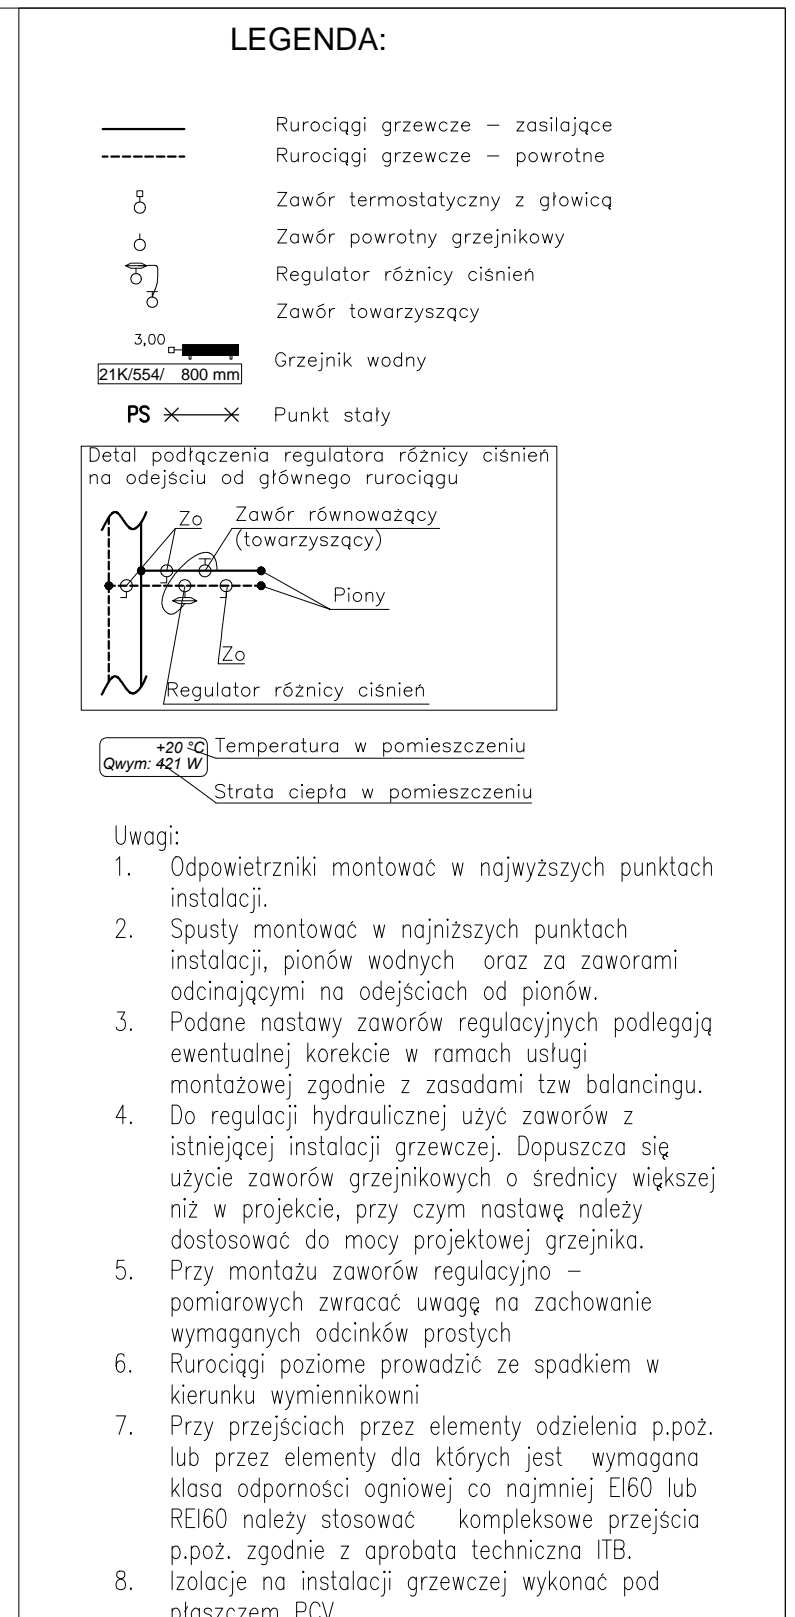 LEGENDA:
Rurociągi grzewcze – zasilające
Rurociągi grzewcze – powrotne
Zawór termostatyczny z głowicą
Zawór powrotny grzejnikowy
Regulator różnicy ciśnień
Zawór towarzyszący
3,00
21K/554/ 800 mm
Grzejnik wodny
PS
Punkt stały
Detal podłączenia regulatora różnicy ciśnień
na odejściu od głównego rurociągu
Zo
Zawór równoważący
(towarzyszący)
Piony
Zo
Regulator różnicy ciśnień
+20 °C
Temperatura w pomieszczeniu
Qwym: 421 W
Strata ciepła w pomieszczeniu
Uwagi:
1. Odpowietrzniki montować w najwyższych punktach
instalacji.
2. Spusty montować w najniższych punktach
instalacji, pionów wodnych oraz za zaworami
odcinającymi na odejściach od pionów.
3. Podane nastawy zaworów regulacyjnych podlegają
ewentualnej korekcie w ramach usługi
montażowej zgodnie z zasadami tzw balancingu.
4. Do regulacji hydraulicznej użyć zaworów z
istniejącej instalacji grzewczej. Dopuszcza się
użycie zaworów grzejnikowych o średnicy większej
niż w projekcie, przy czym nastawę należy
dostosować do mocy projektowej grzejnika.
5. Przy montażu zaworów regulacyjno –
pomiarowych zwracać uwagę na zachowanie
wymaganych odcinków prostych
6. Rurociągi poziome prowadzić ze spadkiem w
kierunku wymiennikowni
7. Przy przejściach przez elementy odzielenia p.poż.
lub przez elementy dla których jest wymagana
klasa odporności ogniowej co najmniej EI60 lub
REI60 należy stosować kompleksowe przejścia
p.poż. zgodnie z aprobata techniczna ITB.
8. Izolacje na instalacji grzewczej wykonać pod
płaszczem PCV